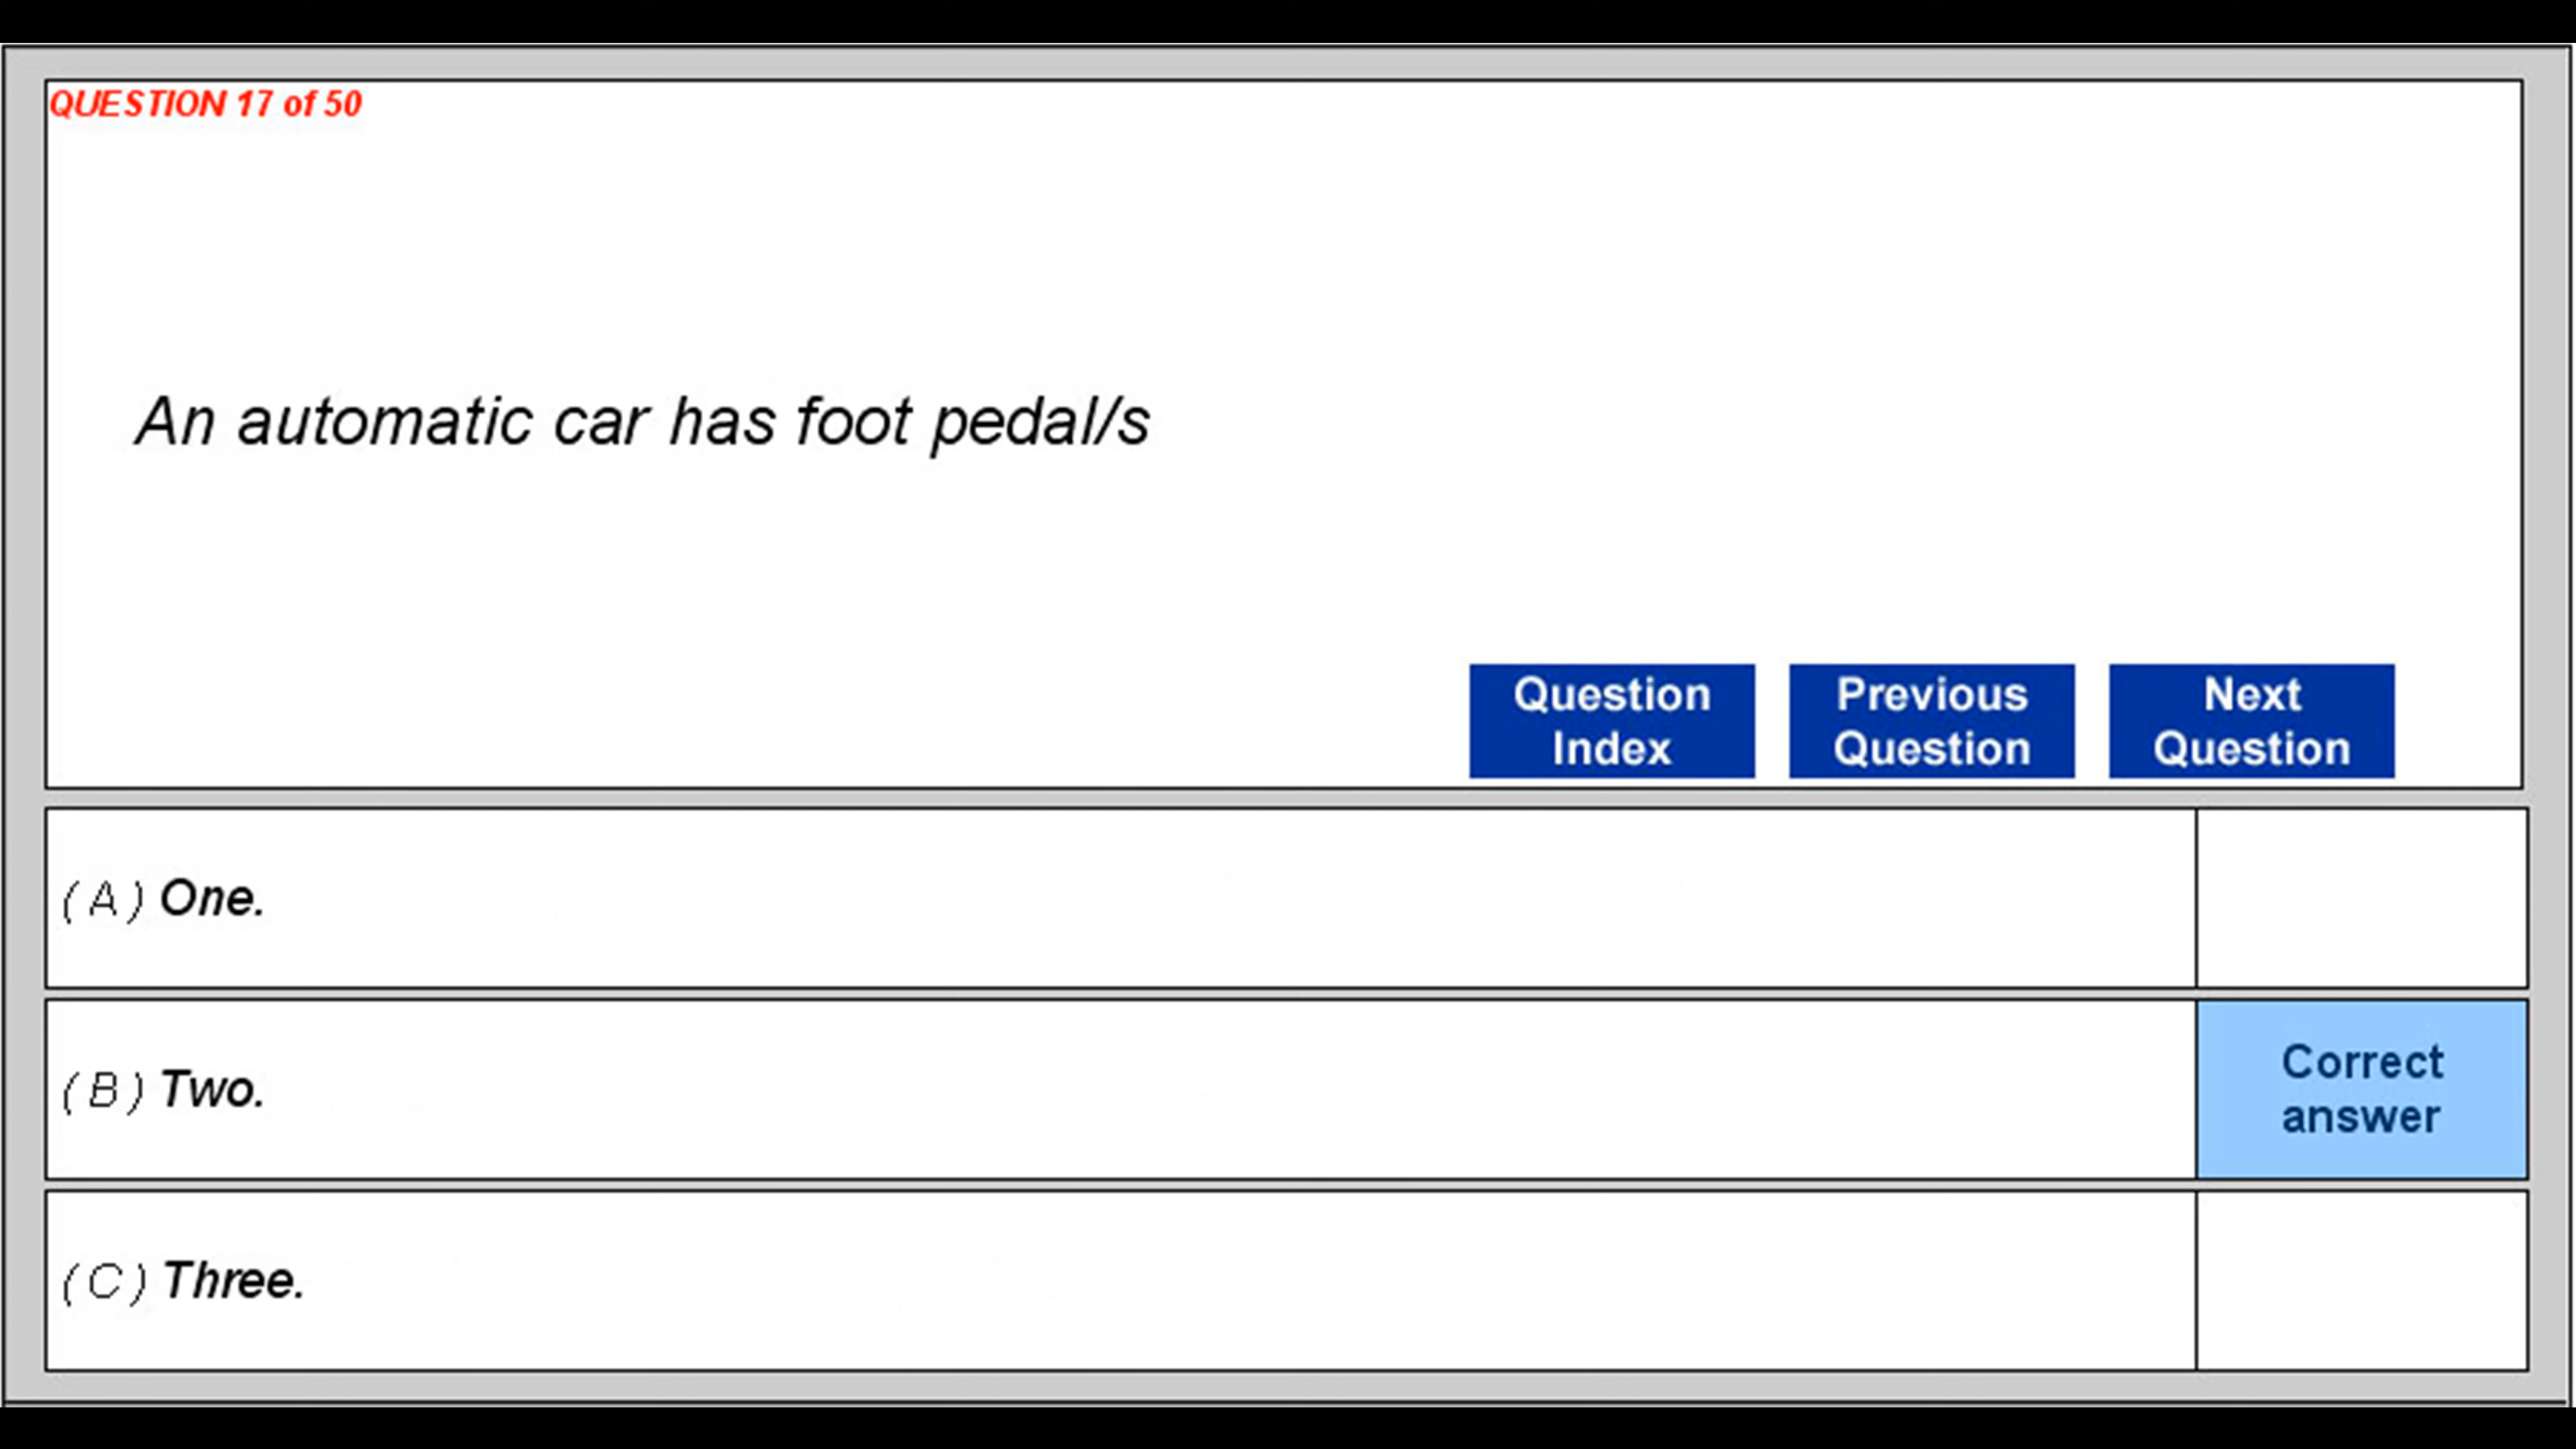 QUESTION 17 of 50
An automatic car has foot pedal/s
Question
Index
Previous
Question
Next
Question
(A) One.
(B) Two.
Correct
answer
(C) Three.